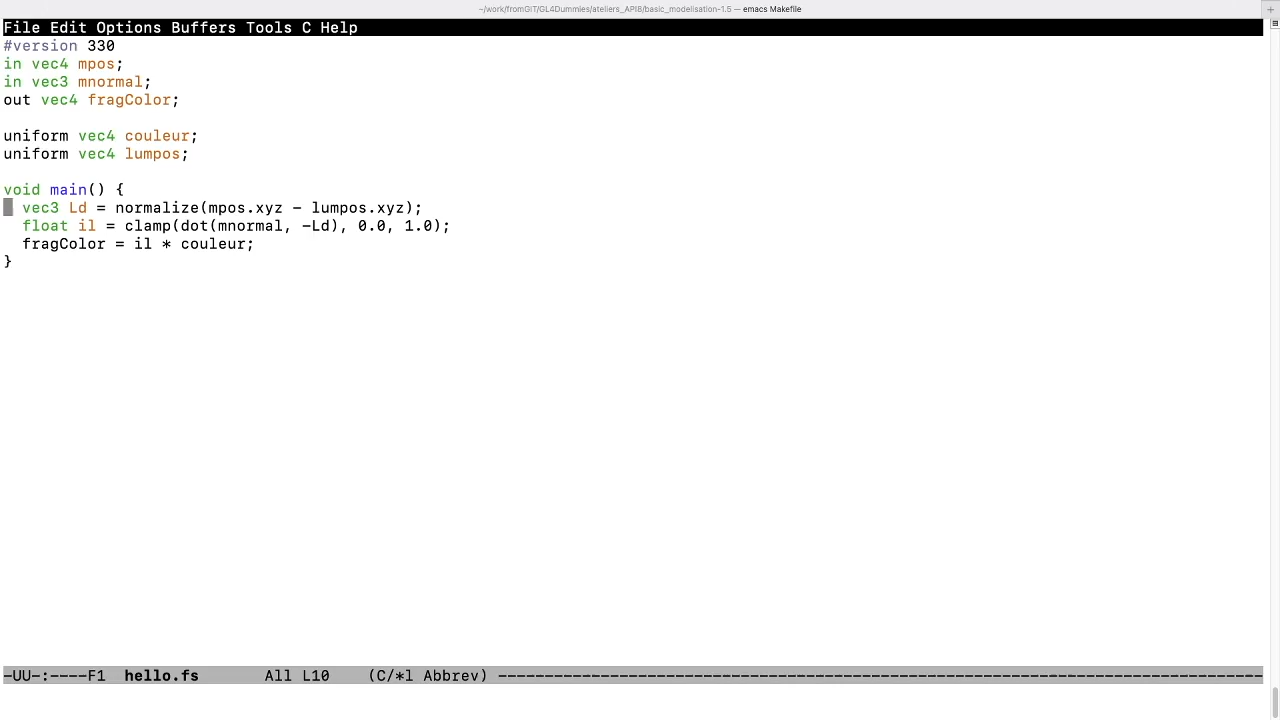 ~/work/fromGIT/GL4Dummies/ateliers_API8/basic_modelisation-1.5 — emacs Makefile
File Edit Options Buffers Tools C Help
#version 330
in vec4 mpos;
in vec3 mnormal;
out vec4 fragColor;
uniform vec4 couleur;
uniform vec4 lumpos;
void main() {
  vec3 Ld = normalize(mpos.xyz - lumpos.xyz);
  float il = clamp(dot(mnormal, -Ld), 0.0, 1.0);
  fragColor = il * couleur;
}
-UU-:----F1  hello.fs       All L10    (C/*l Abbrev) ----------------------------------------------------------------------------------